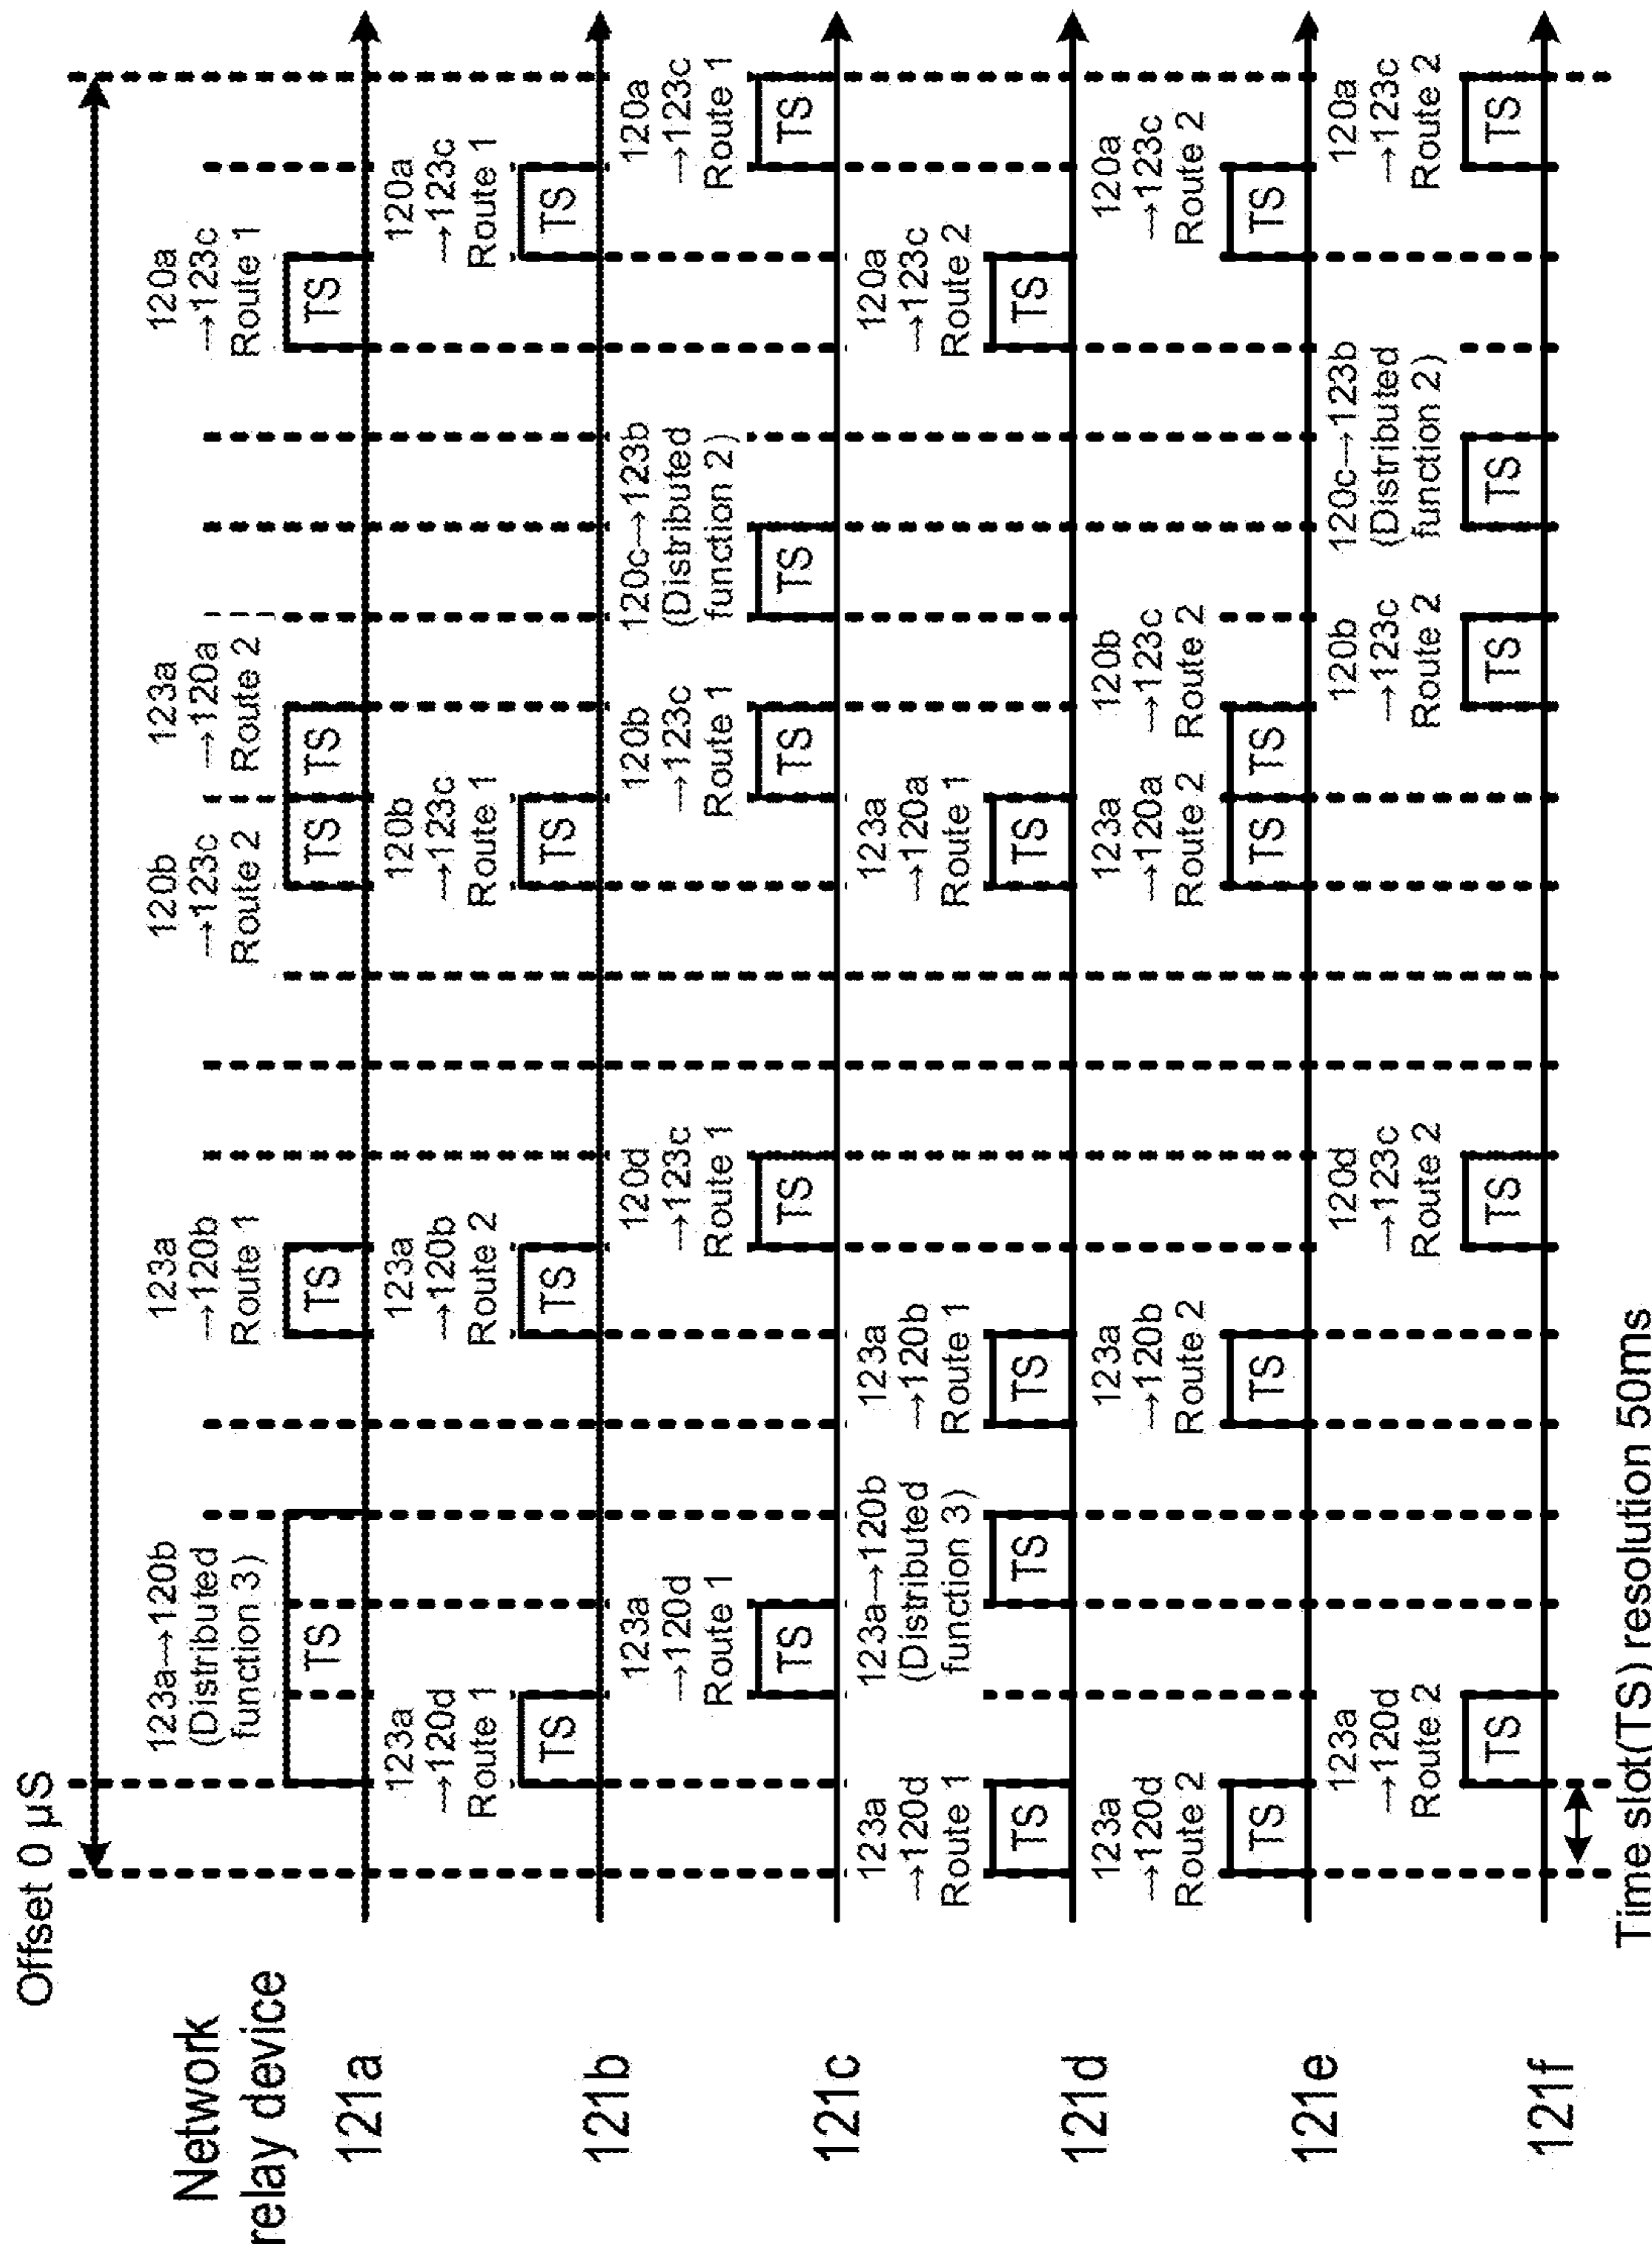 Offset 0 µS
Network
relay device
121a
123a→120b
(Distributed
function 3)
TS
123a
→120b
Route 1
TS
120b
→123c
Route 2
TS
123a
→120a
Route 2
TS
120a
→123c
Route 1
TS
121b
123a
→120d
Route 1
TS
123a
→120b
Route 2
TS
120b
→123c
Route 1
TS
120a
→123c
Route 1
TS
121c
123a
→120d
Route 1
TS
120d
→123c
Route 1
TS
120b
→123c
Route 1
TS
120c→123b
(Distributed
function 2)
TS
120a
→123c
Route 1
TS
121d
123a
→120d
Route 1
TS
123a→120b
(Distributed
function 3)
TS
123a
→120b
Route 1
TS
123a
→120a
Route 1
TS
120a
→123c
Route 2
TS
121e
123a
→120d
Route 2
TS
123a
→120b
Route 2
TS
123a
→120a
Route 2
TS
120b
→123c
Route 2
TS
120a
→123c
Route 2
TS
121f
123a
→120d
Route 2
TS
120d
→123c
Route 2
TS
120b
→123c
Route 2
TS
120c→123b
(Distributed
function 2)
TS
120a
→123c
Route 2
TS
Time slot(TS) resolution 50ms